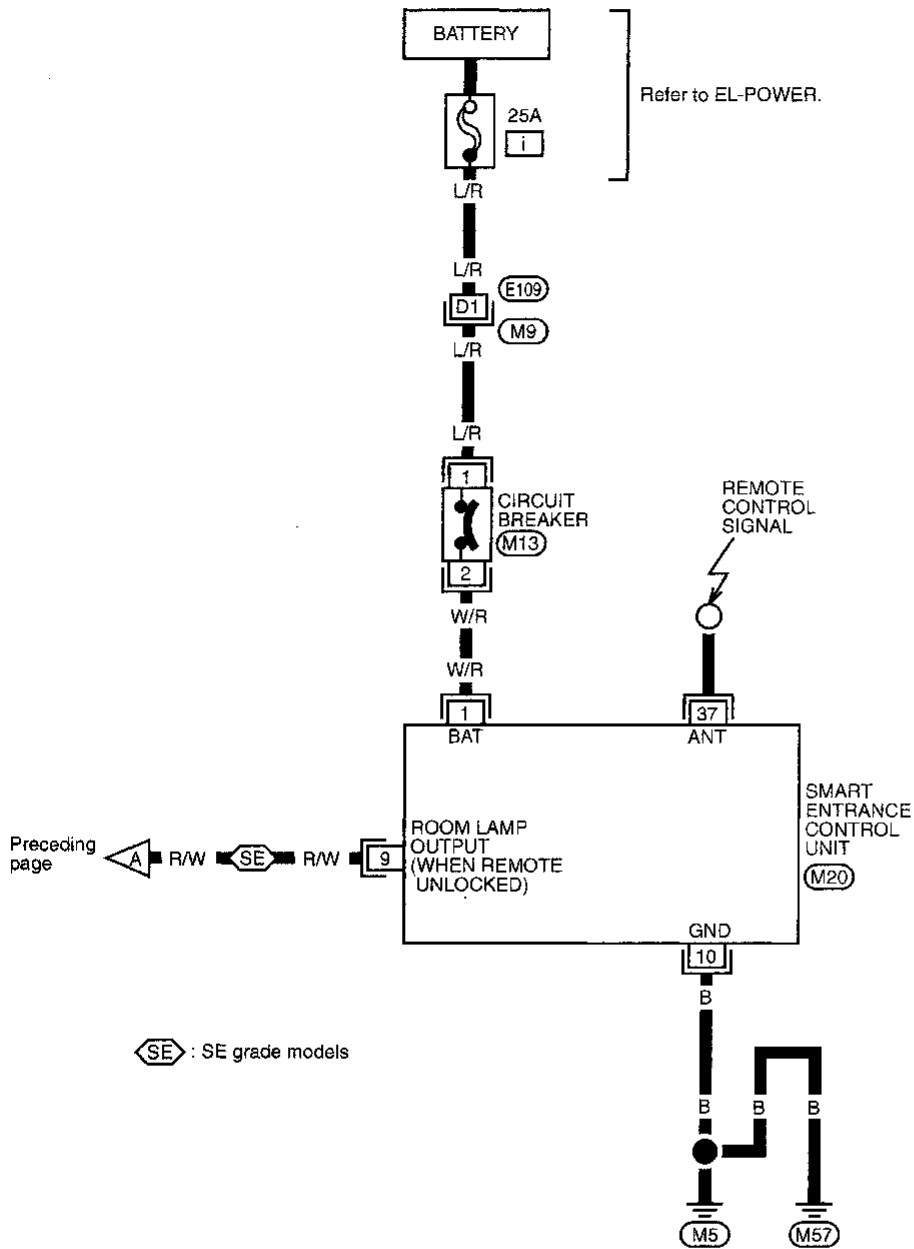 BATTERY
Refer to EL-POWER.
25A
i
L/R
L/R
E109
D1
M9
L/R
L/R
1
CIRCUIT
BREAKER
M13
2
REMOTE
CONTROL
SIGNAL
W/R
W/R
1
37
BAT
ANT
SMART
ENTRANCE
CONTROL
UNIT
M20
ROOM LAMP
OUTPUT
(WHEN REMOTE
UNLOCKED)
Preceding
page
A
R/W
SE
R/W
9
GND
10
B
SE : SE grade models
B
B
B
M5
M57